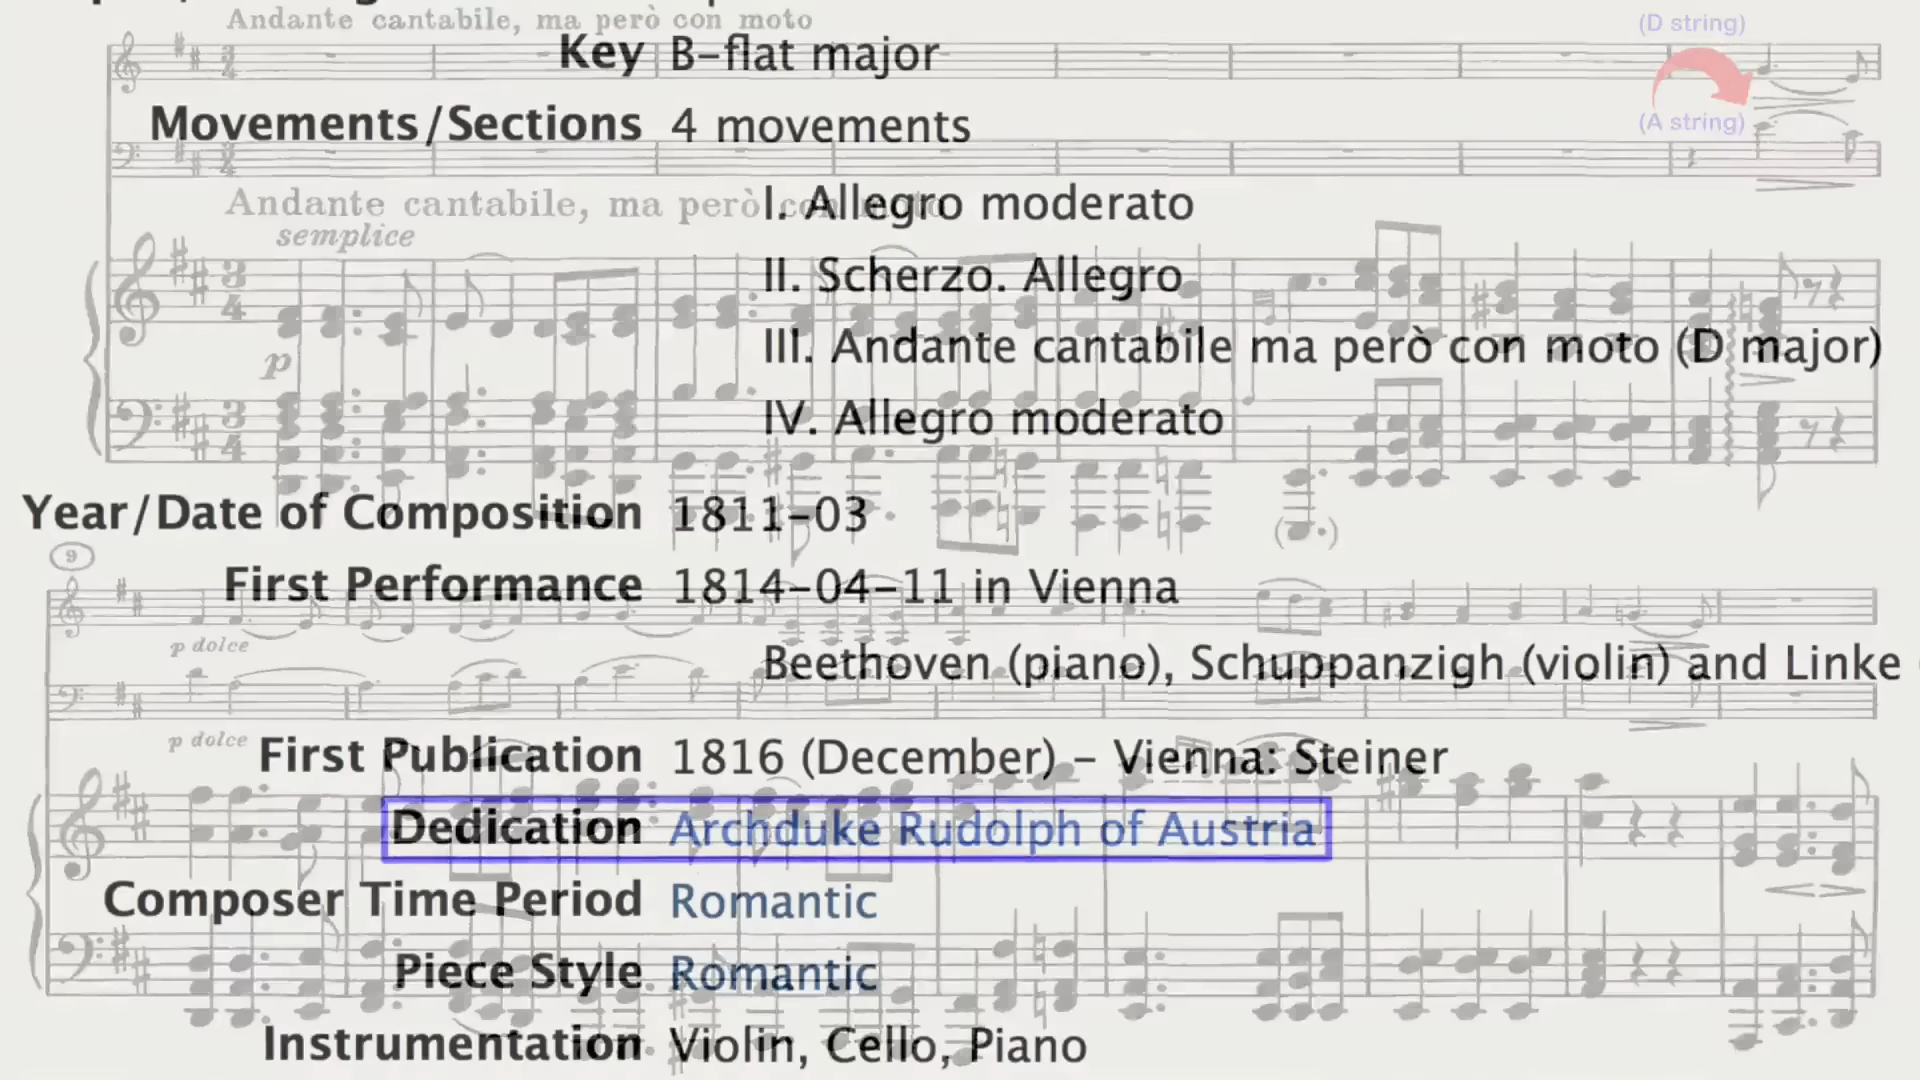 Andante cantabile, ma però con moto
(D string)
Key B-flat major
Movements/Sections 4 movements
(A string)
Andante cantabile, ma però con moto
I. Allegro moderato
semplice
II. Scherzo. Allegro
III. Andante cantabile ma però con moto (D major)
p
IV. Allegro moderato
Year/Date of Composition 1811-03
9
First Performance 1814-04-11 in Vienna
p dolce
Beethoven (piano), Schuppanzigh (violin) and Linke
p dolce
First Publication 1816 (December) – Vienna: Steiner
Dedication Archduke Rudolph of Austria
Composer Time Period Romantic
Piece Style Romantic
Instrumentation Violin, Cello, Piano